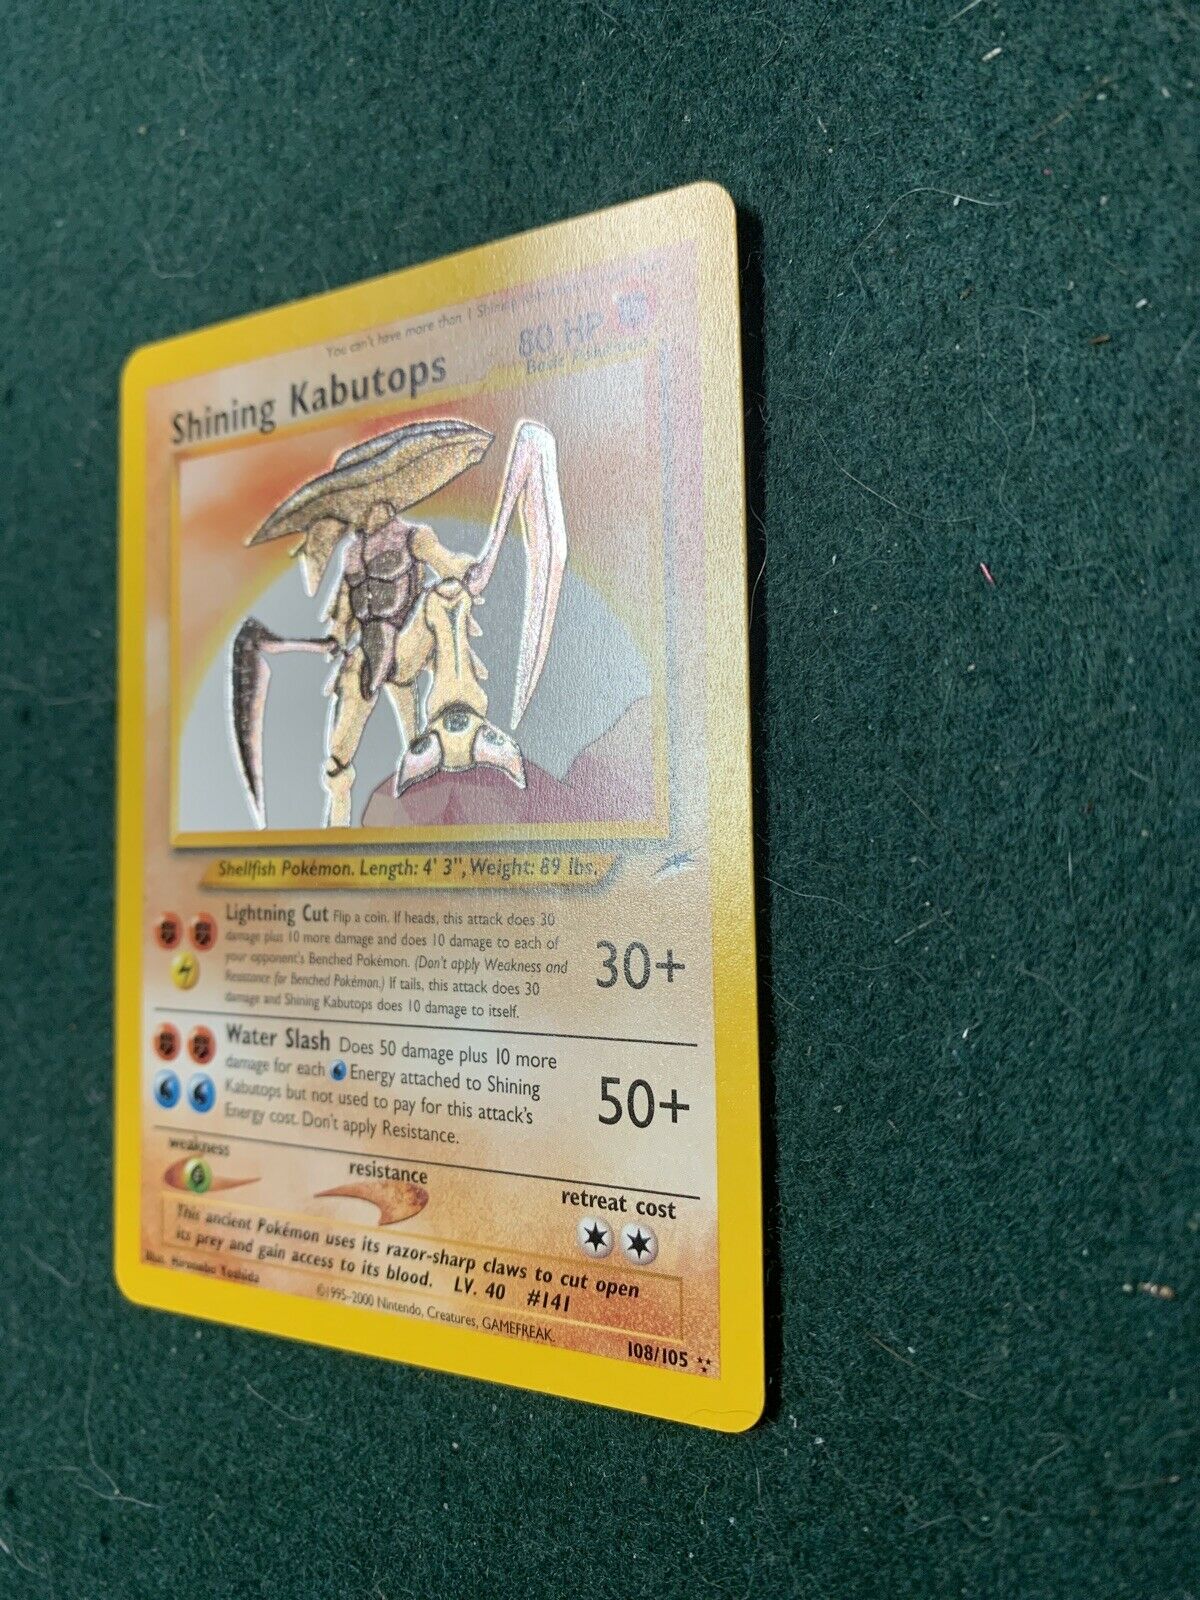 You can't have more than 1 Shining
Shining Kabutops
80 HP
Basic Pokémon
Shellfish Pokémon. Length: 4' 3", Weight: 89 lbs.
Lightning Cut Flip a coin. If heads, this attack does 30
damage plus 10 more damage and does 10 damage to each of
your opponent's Benched Pokémon. (Don't apply Weakness and
Resistance for Benched Pokémon.) If tails, this attack does 30
damage and Shining Kabutops does 10 damage to itself.
30+
Water Slash Does 50 damage plus 10 more
damage for each Energy attached to Shining
Kabutops but not used to pay for this attack's
Energy cost. Don't apply Resistance.
50+
weakness
resistance
retreat cost
This ancient Pokémon uses its razor-sharp claws to cut open
its prey and gain access to its blood. LV. 40 #141
Illus. Hironobu Yoshida
©1995-2000 Nintendo, Creatures, GAMEFREAK.
108/105